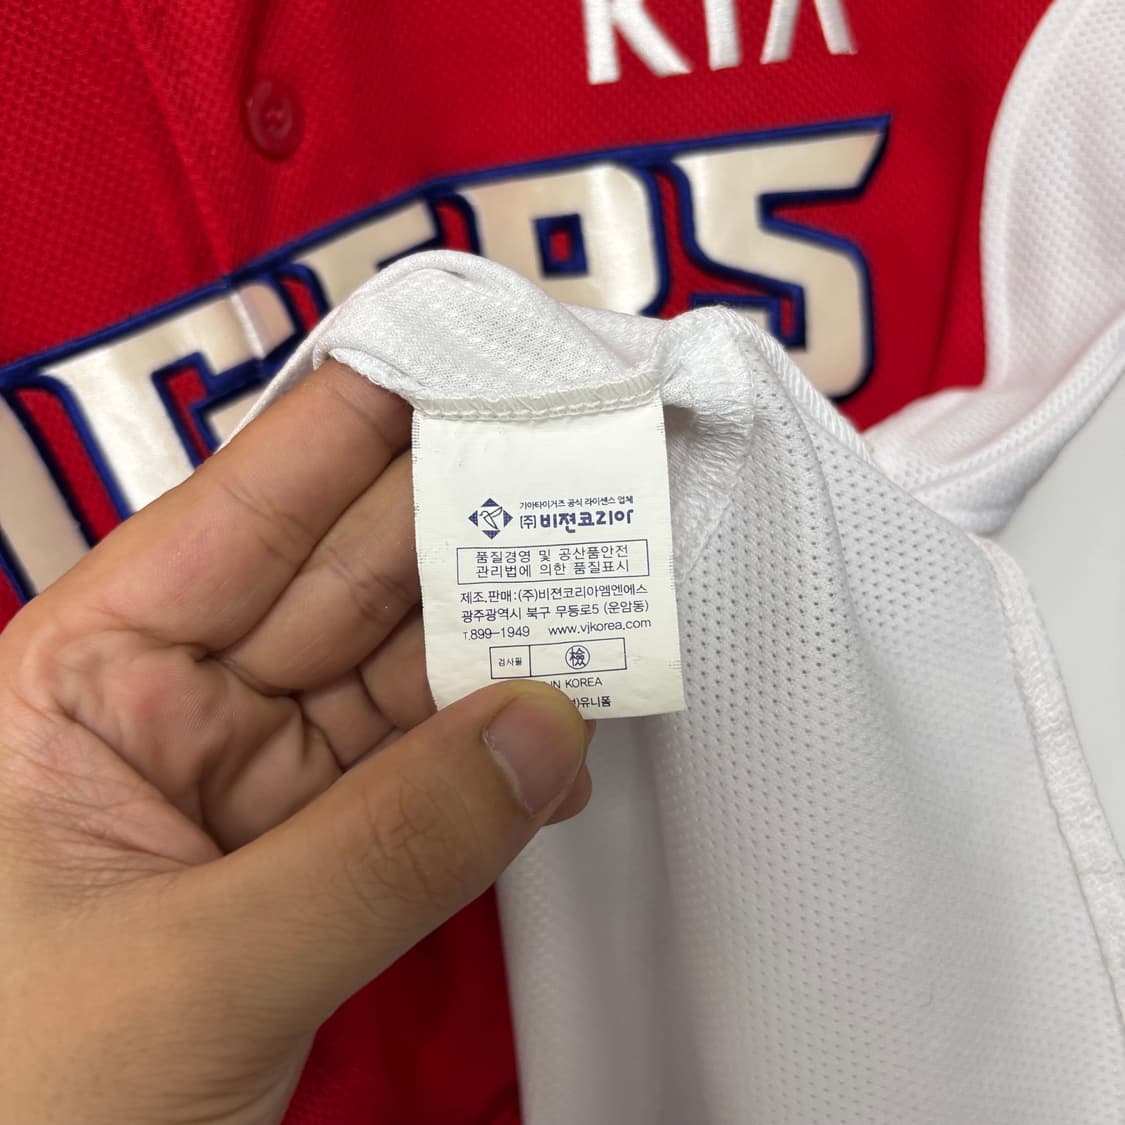 KIA
GERS
기아타이거즈 공식 라이센스 업체
(주)비젼코리아
품질경영 및 공산품안전
관리법에 의한 품질표시
제조.판매:(주)비젼코리아엠엔에스
광주광역시 북구 무등로5 (운암동)
T.899-1949 www.vjkorea.com
검사필 檢
IN KOREA
유니폼